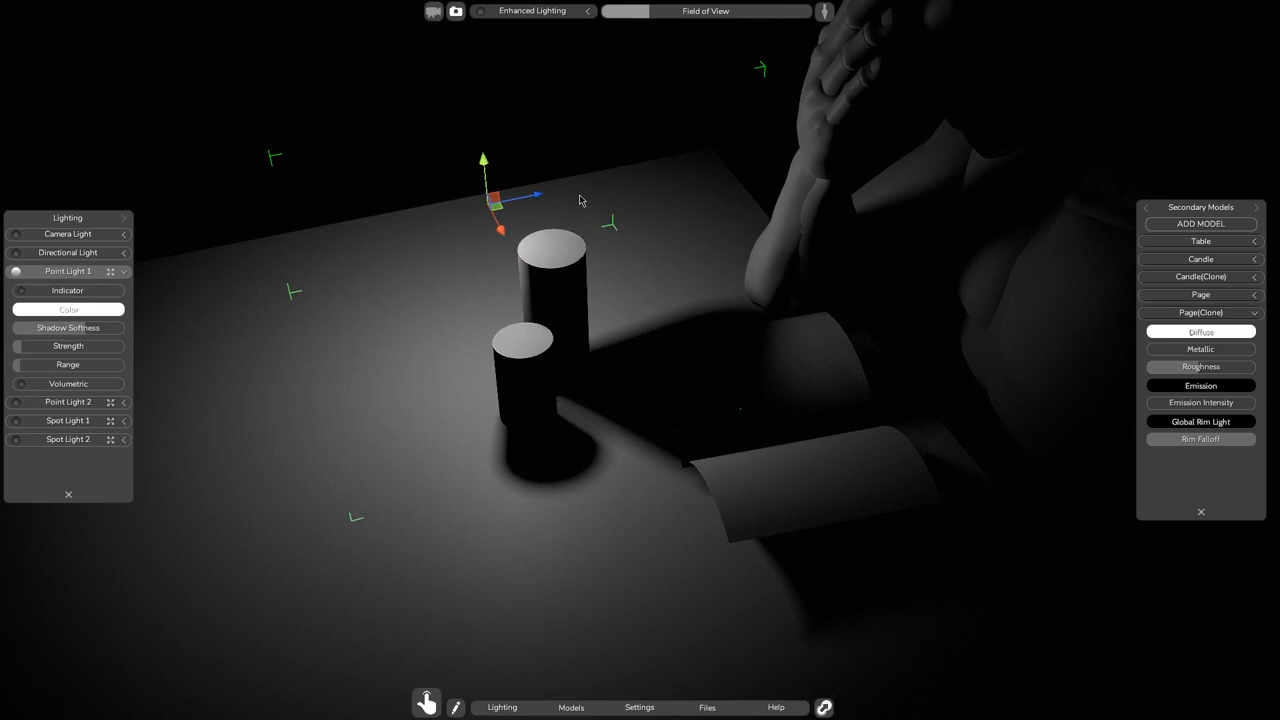 Enhanced Lighting
Field of View
Lighting
Camera Light
Directional Light
Point Light 1
Indicator
Color
Shadow Softness
Strength
Range
Volumetric
Point Light 2
Spot Light 1
Spot Light 2
Secondary Models
ADD MODEL
Table
Candle
Candle(Clone)
Page
Page(Clone)
Diffuse
Metallic
Roughness
Emission
Emission Intensity
Global Rim Light
Rim Falloff
Lighting Models Settings Files Help